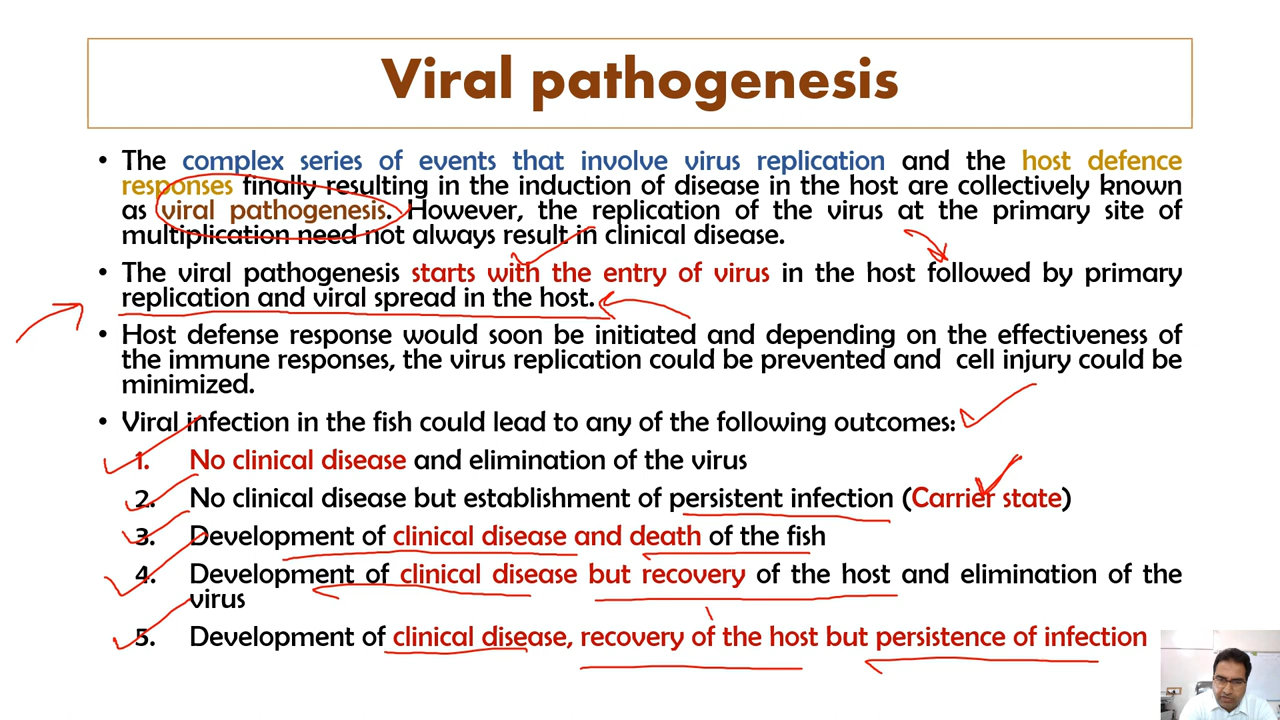 Viral pathogenesis
• The complex series of events that involve virus replication and the host defence
responses finally resulting in the induction of disease in the host are collectively known
as viral pathogenesis. However, the replication of the virus at the primary site of
multiplication need not always result in clinical disease.
• The viral pathogenesis starts with the entry of virus in the host followed by primary
replication and viral spread in the host.
• Host defense response would soon be initiated and depending on the effectiveness of
the immune responses, the virus replication could be prevented and cell injury could be
minimized.
• Viral infection in the fish could lead to any of the following outcomes:
1. No clinical disease and elimination of the virus
2. No clinical disease but establishment of persistent infection (Carrier state)
3. Development of clinical disease and death of the fish
4. Development of clinical disease but recovery of the host and elimination of the
virus
5. Development of clinical disease, recovery of the host but persistence of infection